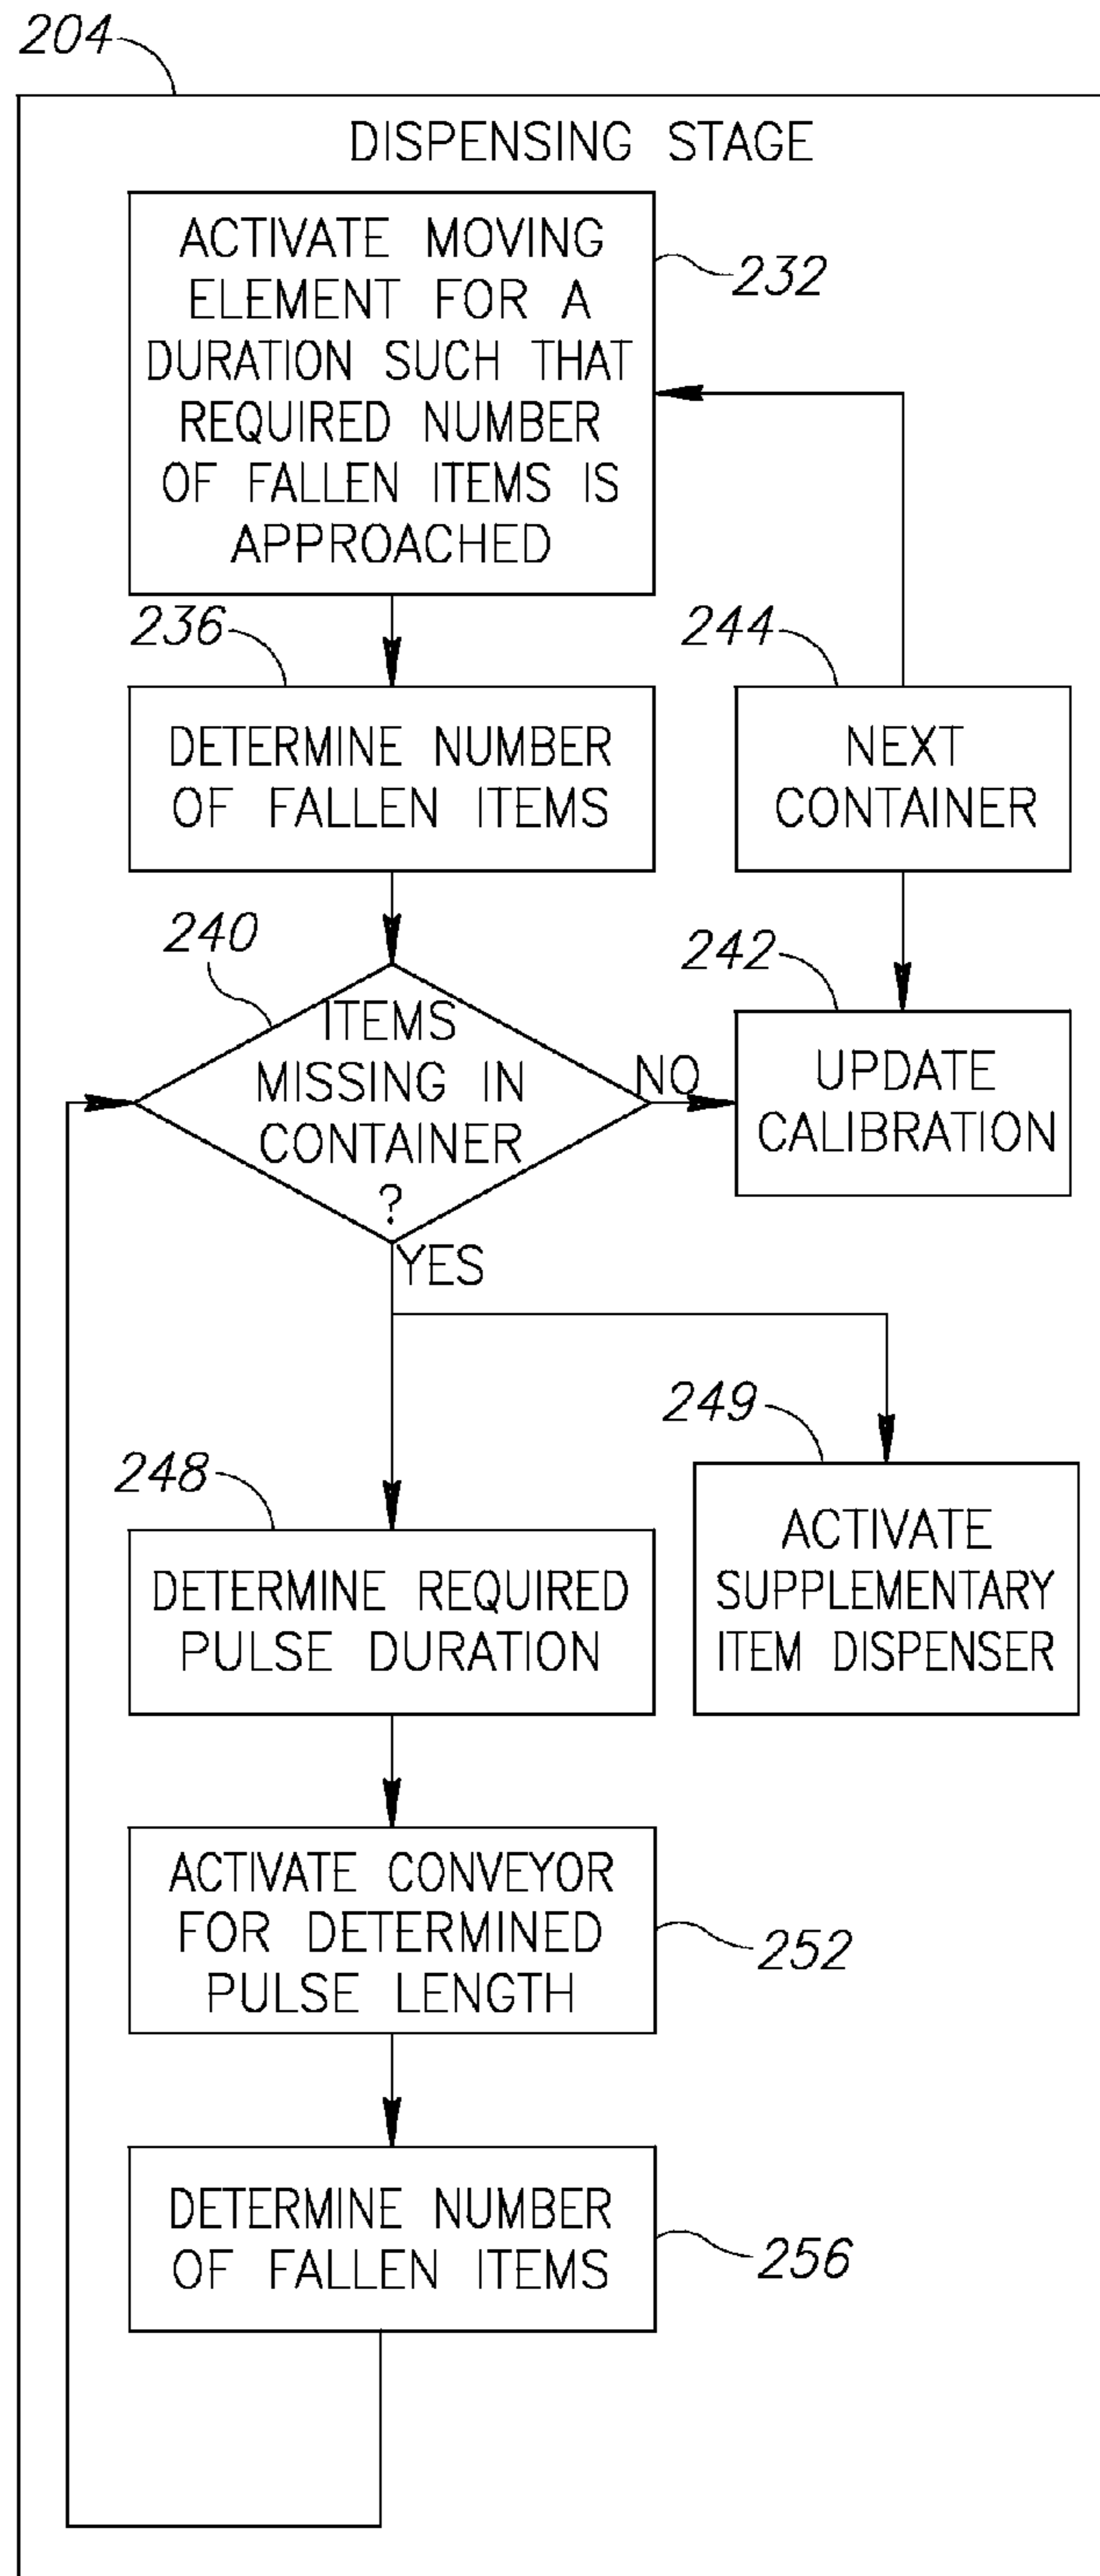 204
DISPENSING STAGE
ACTIVATE MOVING
ELEMENT FOR A
DURATION SUCH THAT
REQUIRED NUMBER
OF FALLEN ITEMS IS
APPROACHED
232
236
DETERMINE NUMBER
OF FALLEN ITEMS
244
NEXT
CONTAINER
240
ITEMS
MISSING IN
CONTAINER
?
NO
YES
242
UPDATE
CALIBRATION
248
DETERMINE REQUIRED
PULSE DURATION
249
ACTIVATE
SUPPLEMENTARY
ITEM DISPENSER
ACTIVATE CONVEYOR
FOR DETERMINED
PULSE LENGTH
252
DETERMINE NUMBER
OF FALLEN ITEMS
256